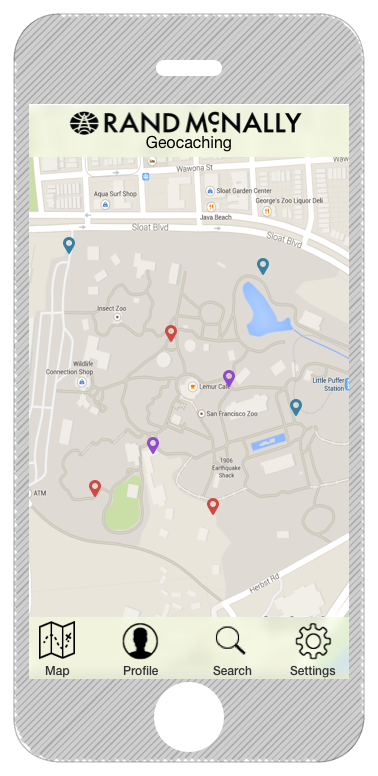 RAND McNALLY
Geocaching
Wawona St
Aqua Surf Shop
Sloat Garden Center
George's Zoo Liquor Deli
Java Beach
Sloat Blvd
Sloat Blvd
Insect Zoo
Wildlife
Connection Shop
Lemur Cafe
Little Puffer
Station
San Francisco Zoo
1906
Earthquake
Shack
ATM
Herbst Rd
Map
Profile
Search
Settings